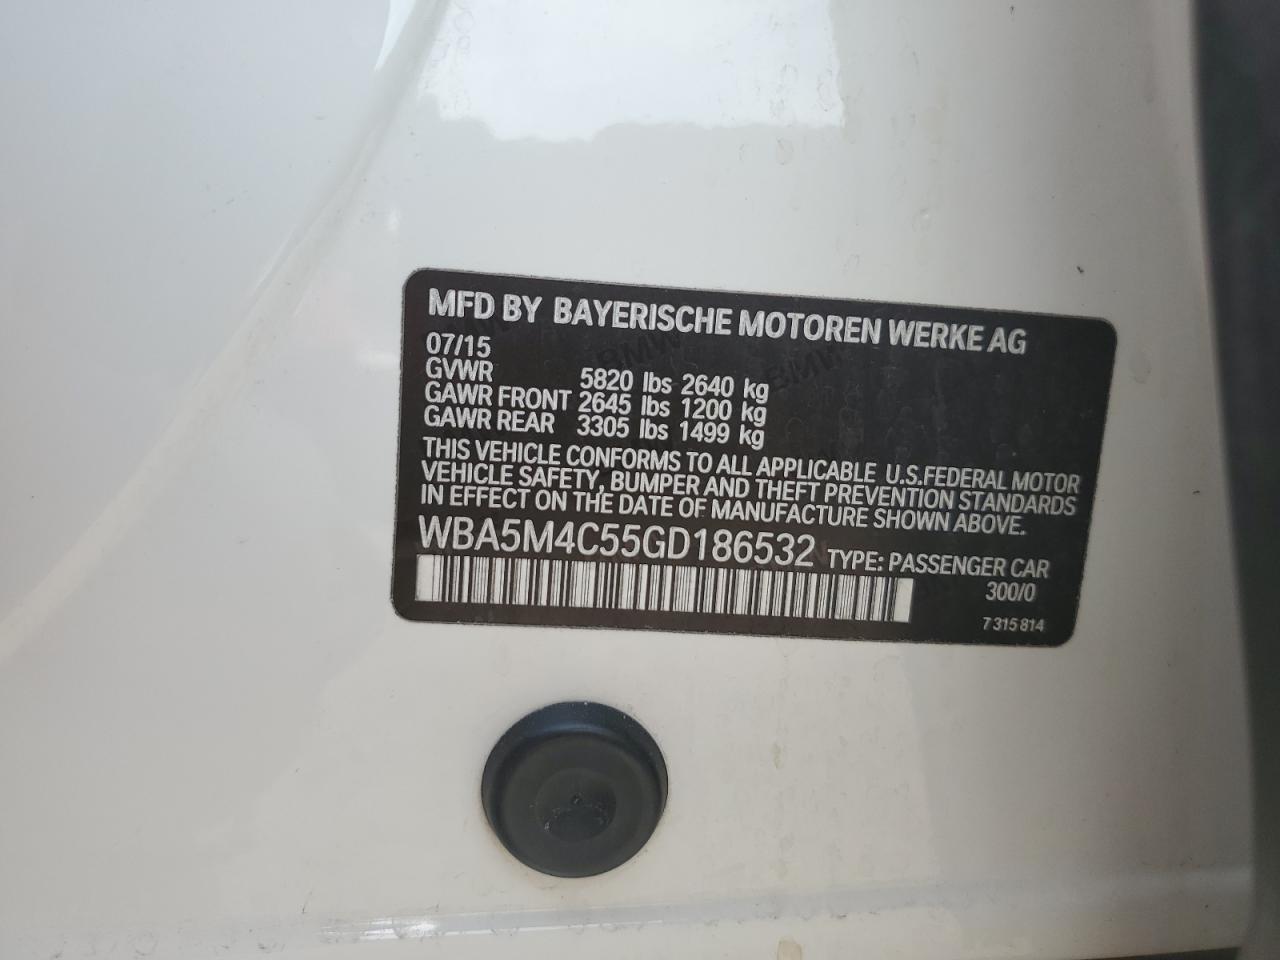 MFD BY BAYERISCHE MOTOREN WERKE AG
07/15
GVWR 5820 lbs 2640 kg
GAWR FRONT 2645 lbs 1200 kg
GAWR REAR 3305 lbs 1499 kg
THIS VEHICLE CONFORMS TO ALL APPLICABLE U.S.FEDERAL MOTOR
VEHICLE SAFETY, BUMPER AND THEFT PREVENTION STANDARDS
IN EFFECT ON THE DATE OF MANUFACTURE SHOWN ABOVE.
WBA5M4C55GD186532 TYPE: PASSENGER CAR
300/0
7 315 814